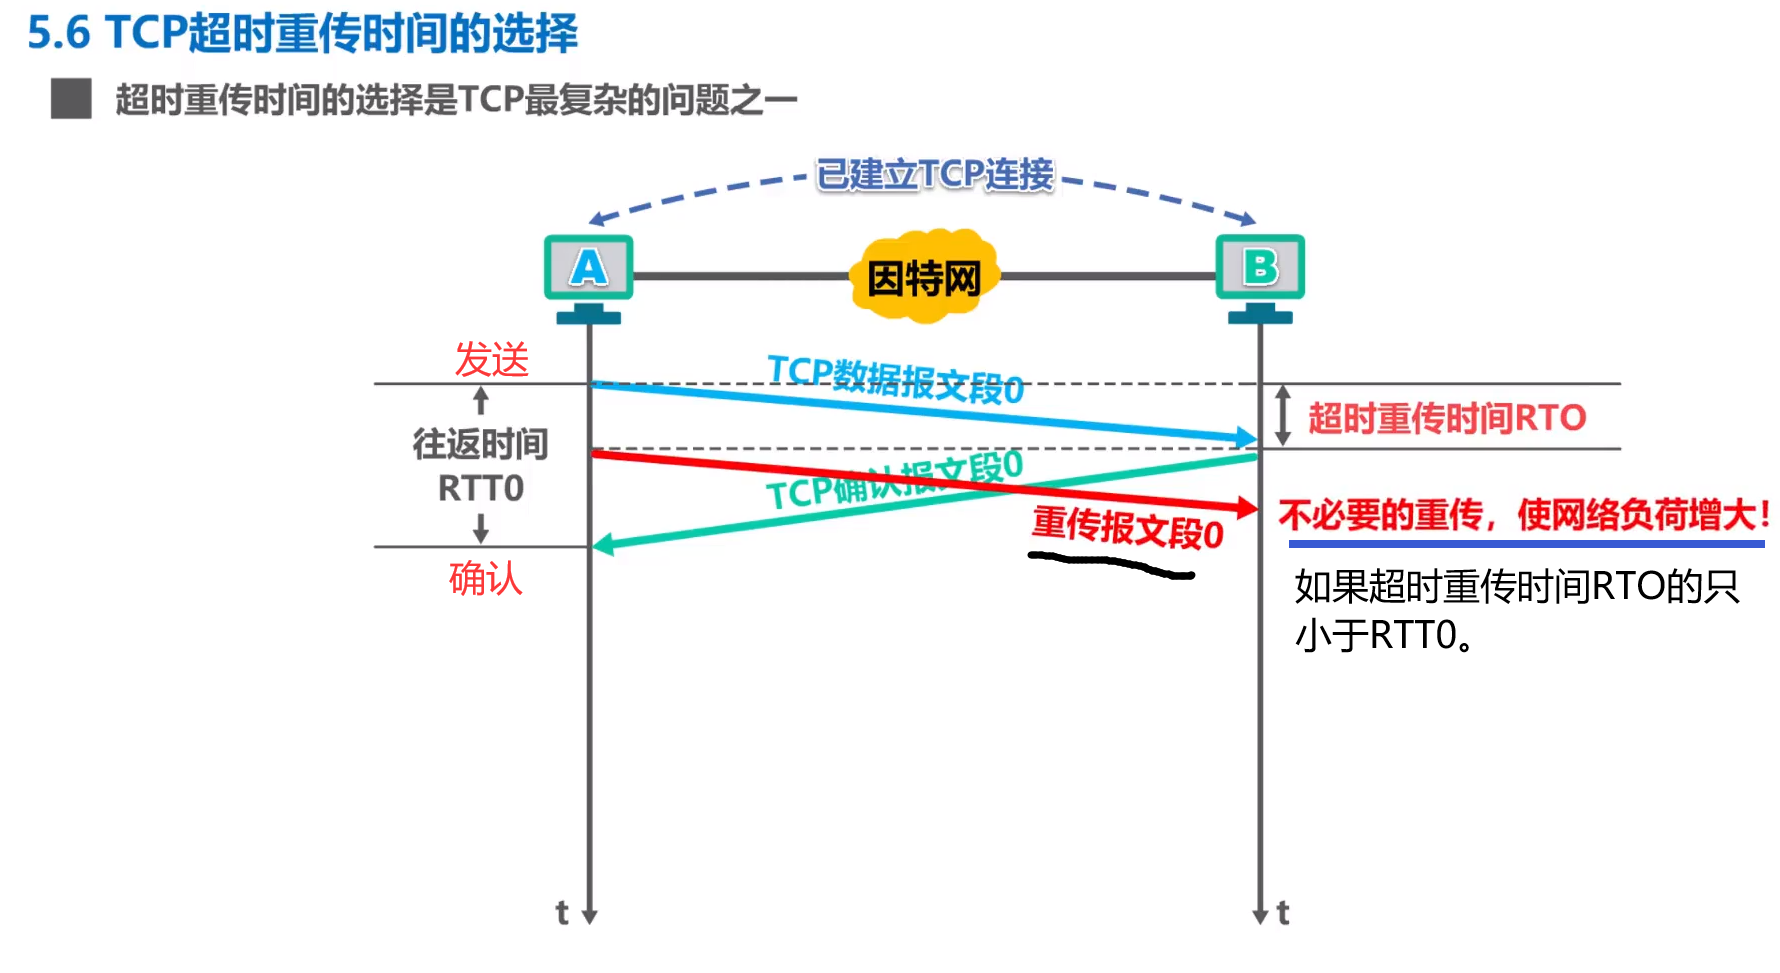 5.6 TCP超时重传时间的选择
超时重传时间的选择是TCP最复杂的问题之一
已建立TCP连接
A
因特网
B
发送
TCP数据报文段0
超时重传时间RTO
往返时间
RTT0
TCP确认报文段0
重传报文段0
不必要的重传，使网络负荷增大！
确认
如果超时重传时间RTO的只
小于RTT0。
t
t